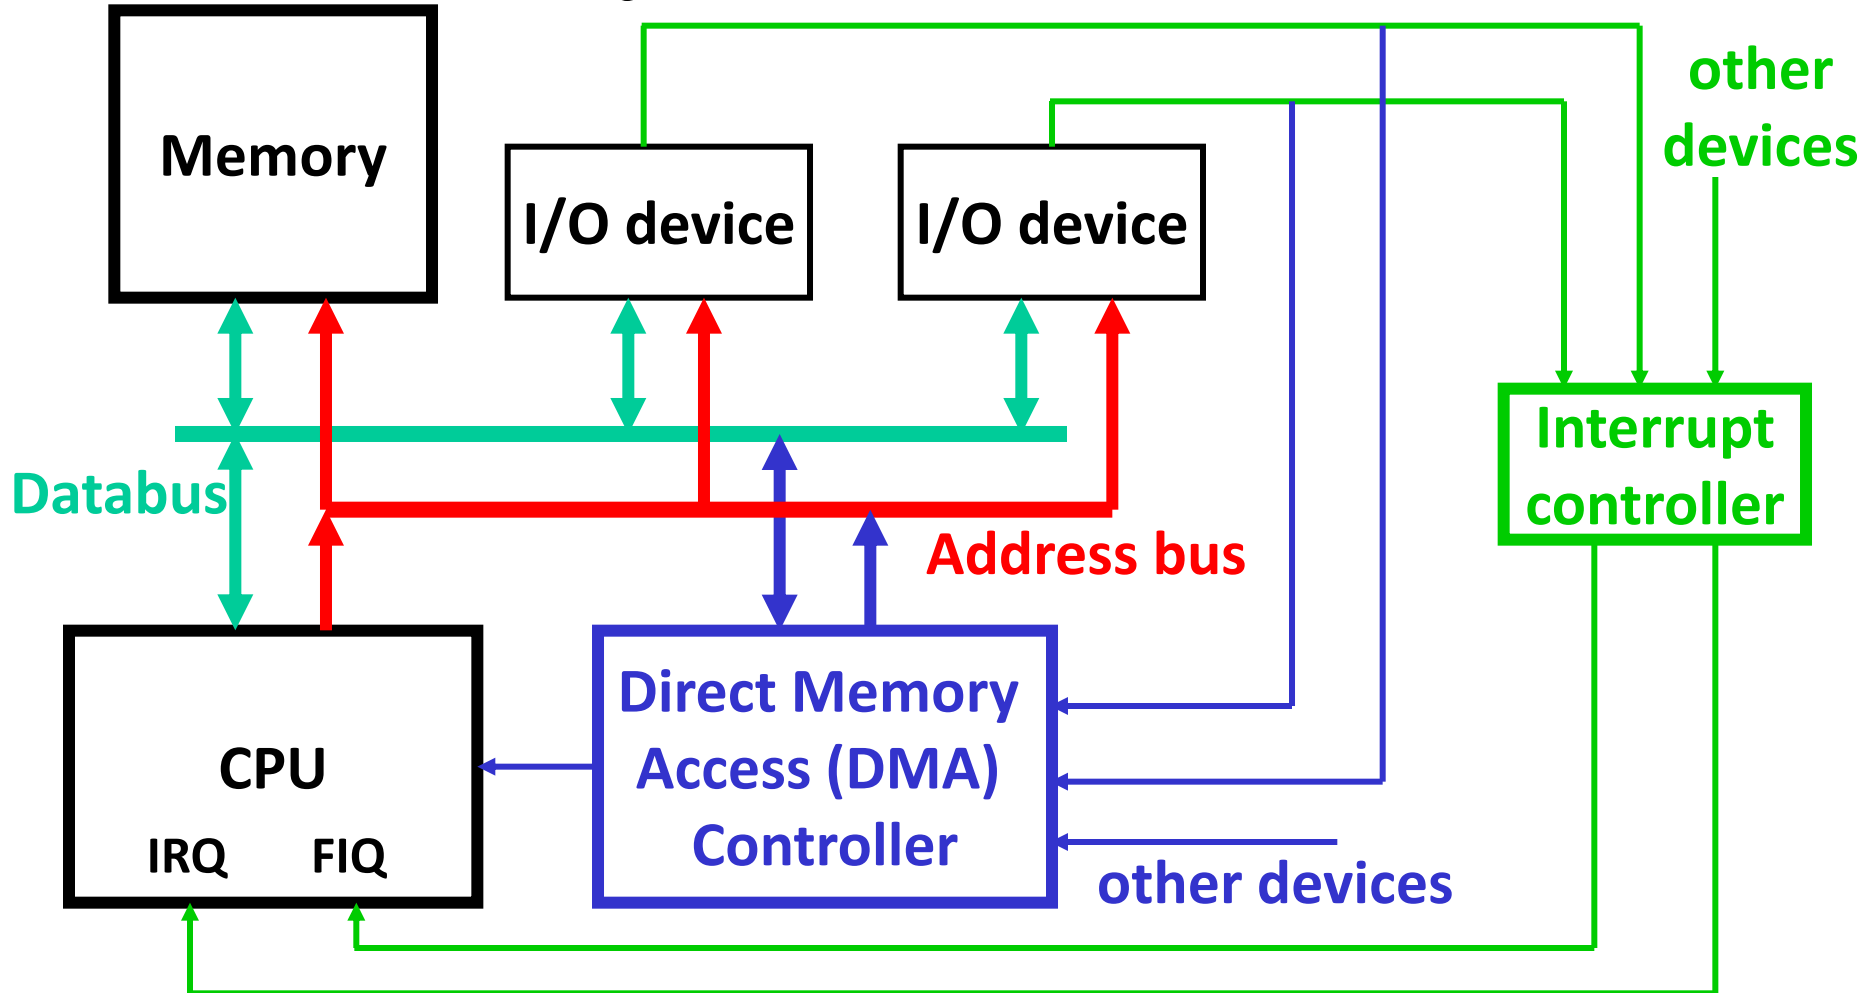 other
devices
Memory
I/O device
I/O device
Interrupt
controller
Databus
Address bus
Direct Memory
Access (DMA)
Controller
CPU
IRQ
FIQ
other devices